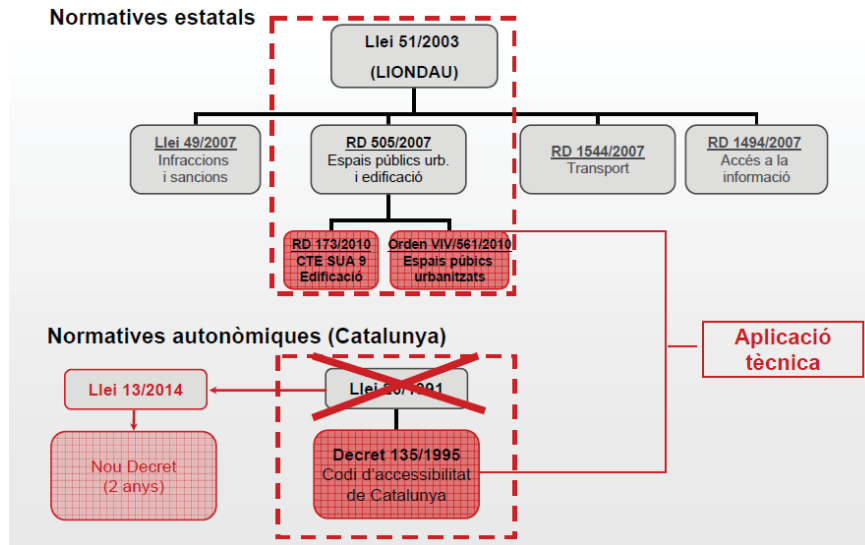 Normatives estatals
Llei 51/2003
(LIONDAU)
Llei 49/2007
Infraccions
i sancions
RD 505/2007
Espais públics urb.
i edificació
RD 1544/2007
Transport
RD 1494/2007
Accés a la
informació
RD 173/2010
CTE SUA 9
Edificació
Orden VIV/561/2010
Espais púbics
urbanitzats
Aplicació
tècnica
Normatives autonòmiques (Catalunya)
Llei 13/2014
Llei 20/1991
Nou Decret
(2 anys)
Decret 135/1995
Codi d'accessibilitat
de Catalunya